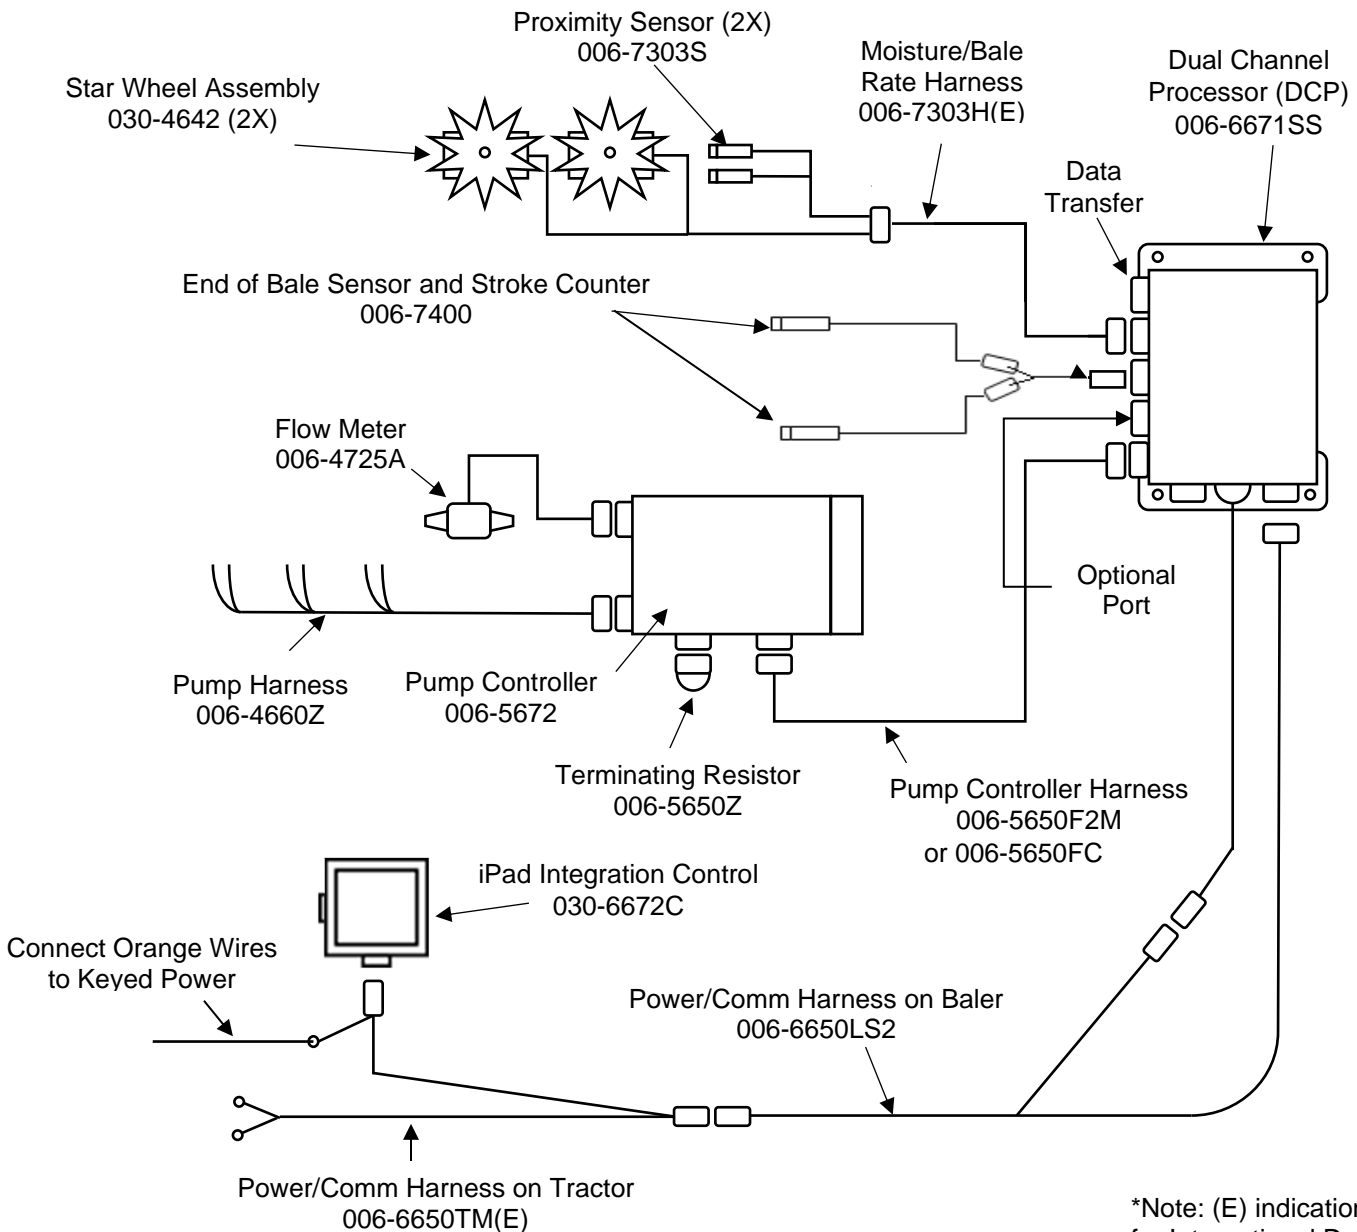 Proximity Sensor (2X)
006-7303S
Moisture/Bale
Rate Harness
006-7303H(E)
Dual Channel
Processor (DCP)
006-6671SS
Star Wheel Assembly
030-4642 (2X)
Data
Transfer
End of Bale Sensor and Stroke Counter
006-7400
Flow Meter
006-4725A
Optional
Port
Pump Harness
006-4660Z
Pump Controller
006-5672
Terminating Resistor
006-5650Z
Pump Controller Harness
006-5650F2M
or 006-5650FC
iPad Integration Control
030-6672C
Connect Orange Wires
to Keyed Power
Power/Comm Harness on Baler
006-6650LS2
Power/Comm Harness on Tractor
006-6650TM(E)
*Note: (E) indication